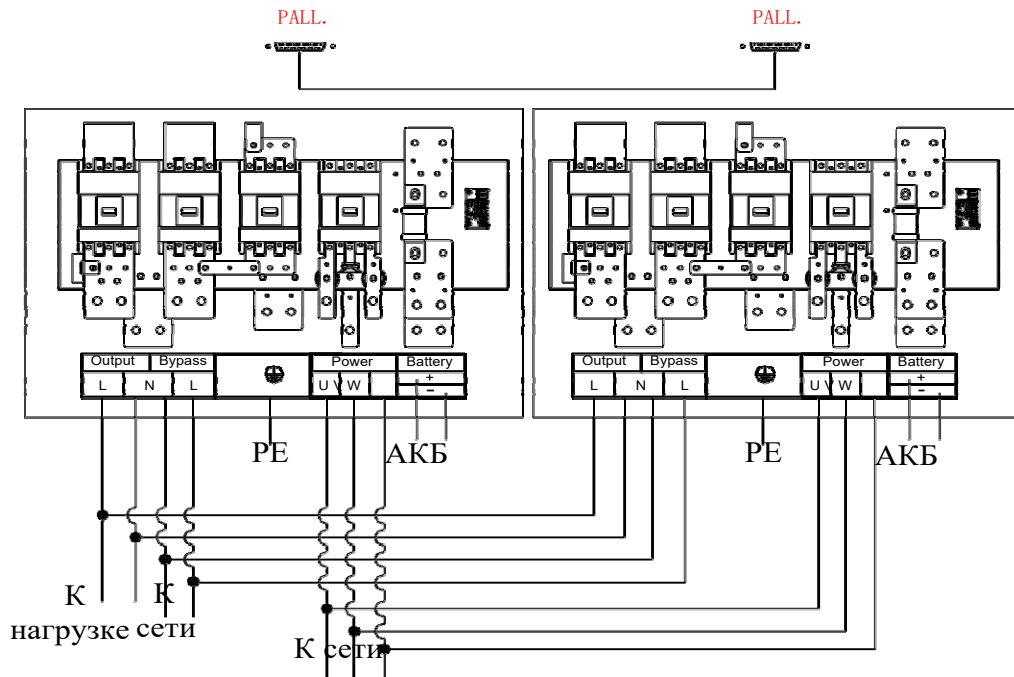 PALL. PALL.
Output Bypass Power Battery Output Bypass Power Battery
L N L U V W + L N L U V W +
− −
PE АКБ PE АКБ
К К
нагрузке сети
К сети